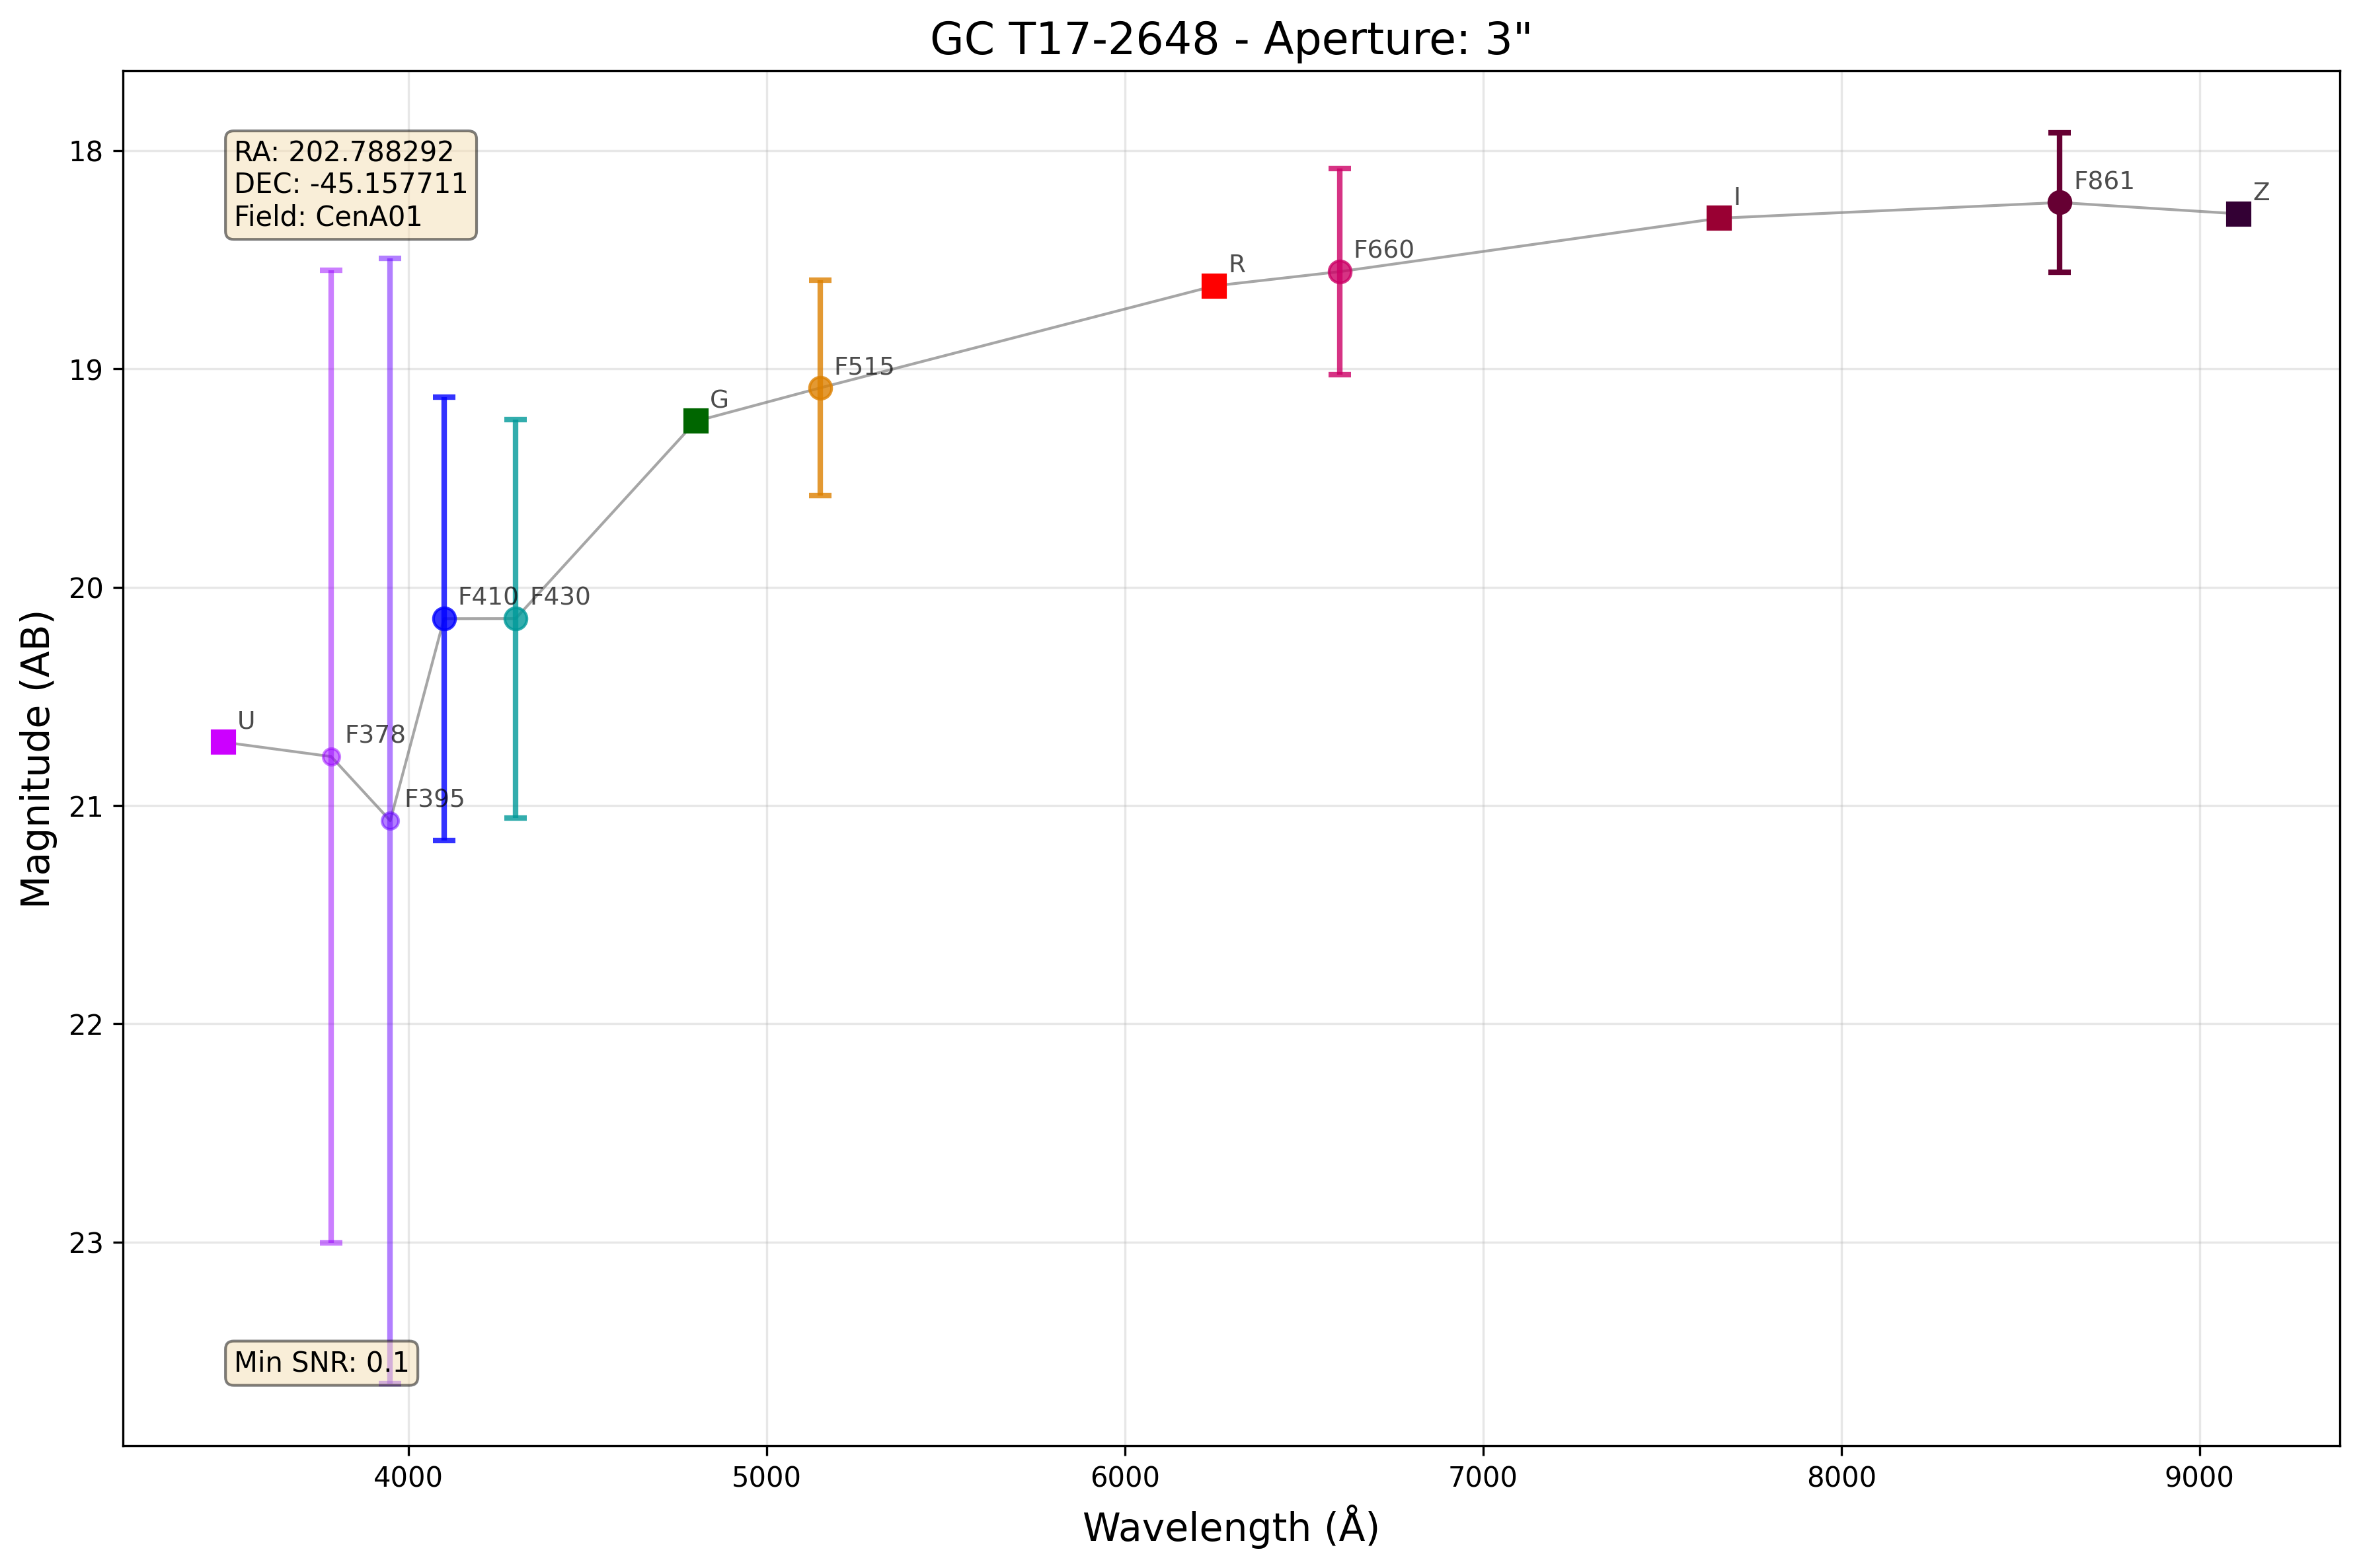 GC T17-2648 - Aperture: 3"
RA: 202.788292
DEC: -45.157711
Field: CenA01
18
19
20
21
22
23
Magnitude (AB)
U
F378
F395
F410
F430
G
F515
R
F660
I
F861
Z
Min SNR: 0.1
4000
5000
6000
7000
8000
9000
Wavelength (Å)